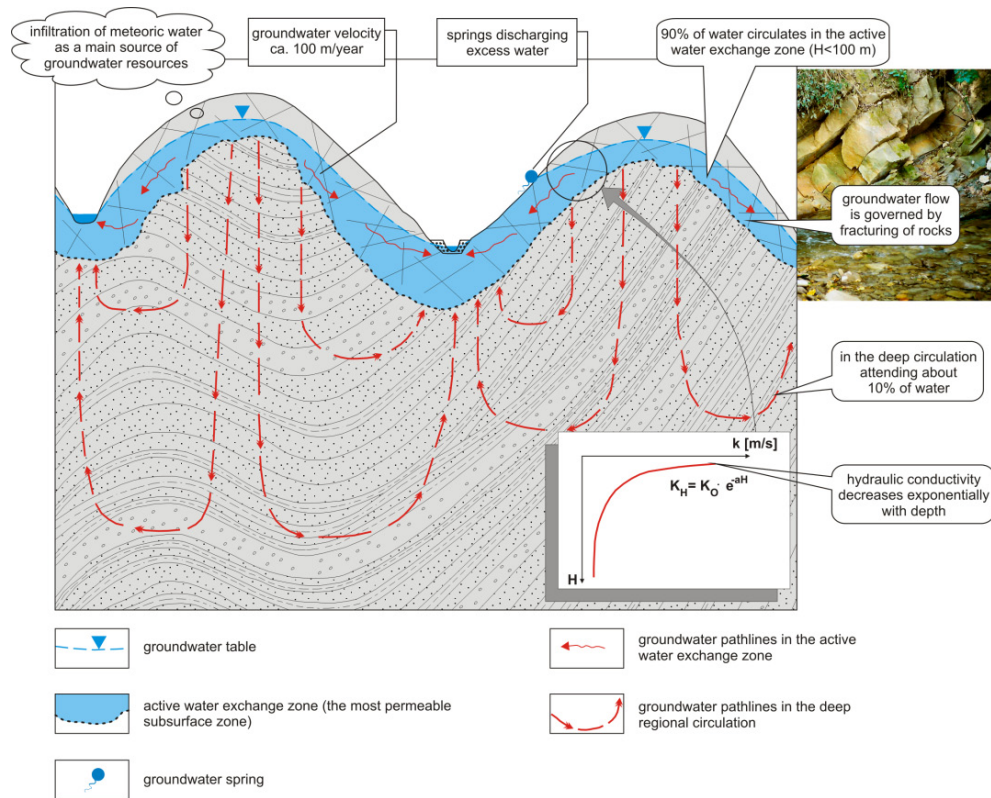 infiltration of meteoric water
as a main source of
groundwater resources
groundwater velocity
ca. 100 m/year
springs discharging
excess water
90% of water circulates in the active
water exchange zone (H<100 m)
groundwater flow
is governed by
fracturing of rocks
in the deep circulation
attending about
10% of water
k [m/s]
K_H= K_O· e^-aH
H
hydraulic conductivity
decreases exponentially
with depth
groundwater table
active water exchange zone (the most permeable
subsurface zone)
groundwater spring
groundwater pathlines in the active
water exchange zone
groundwater pathlines in the deep
regional circulation